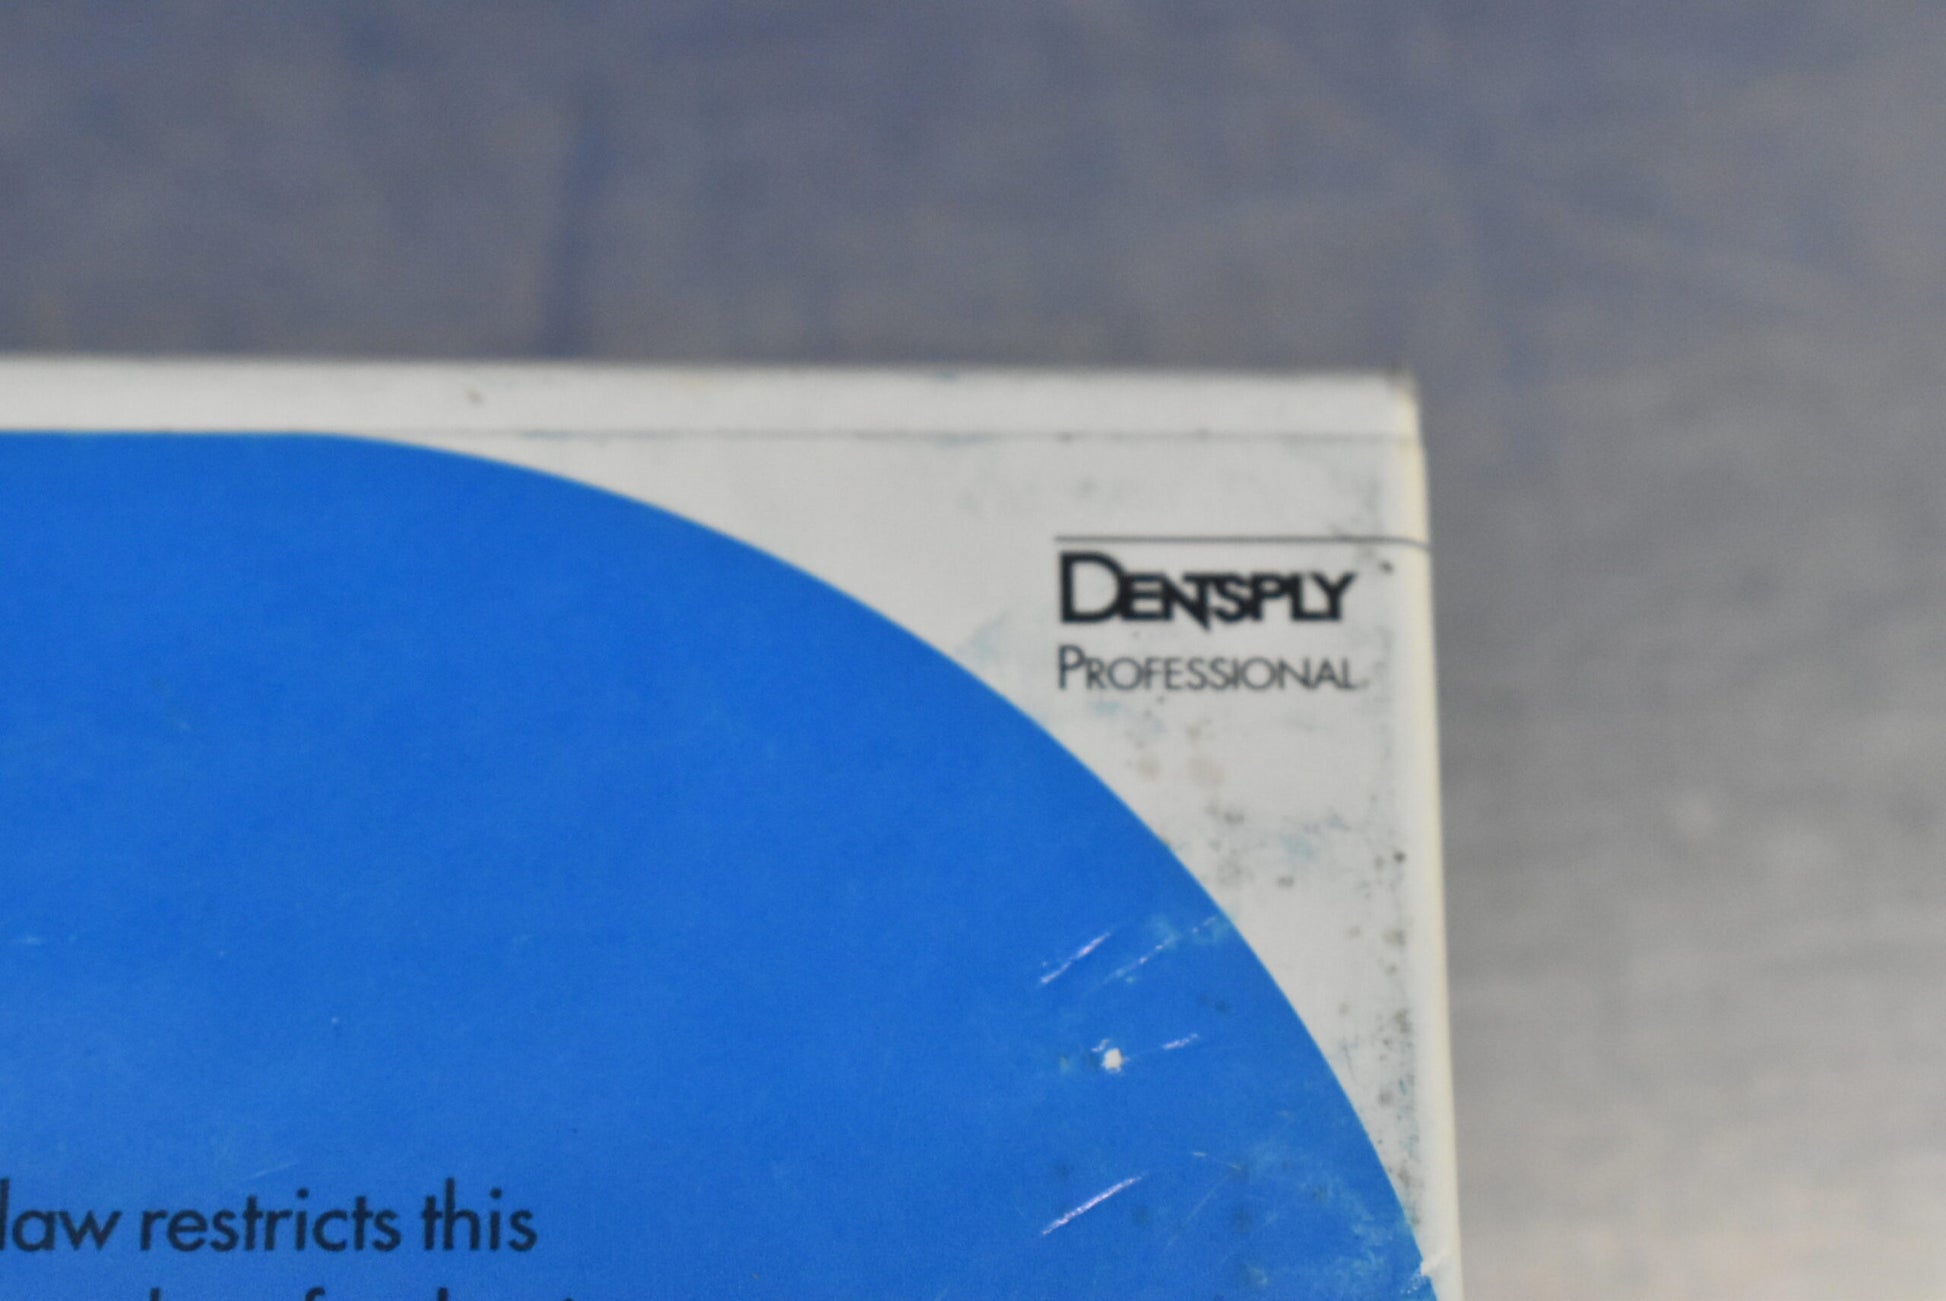 DENTSPLY
PROFESSIONAL
law restricts this